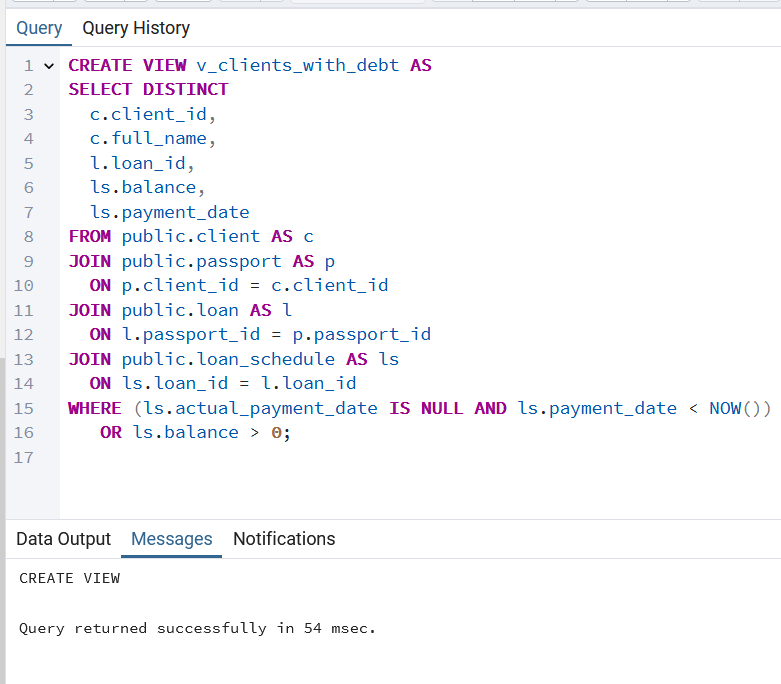 Query Query History
1 CREATE VIEW v_clients_with_debt AS
2 SELECT DISTINCT
3 c.client_id,
4 c.full_name,
5 l.loan_id,
6 ls.balance,
7 ls.payment_date
8 FROM public.client AS c
9 JOIN public.passport AS p
10 ON p.client_id = c.client_id
11 JOIN public.loan AS l
12 ON l.passport_id = p.passport_id
13 JOIN public.loan_schedule AS ls
14 ON ls.loan_id = l.loan_id
15 WHERE (ls.actual_payment_date IS NULL AND ls.payment_date < NOW())
16 OR ls.balance > 0;
17
Data Output Messages Notifications
CREATE VIEW
Query returned successfully in 54 msec.